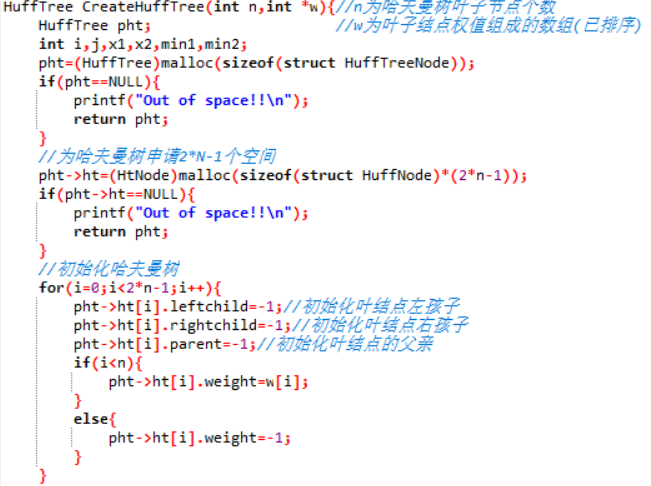 HuffTree CreateHuffTree(int n,int *w){//n为哈夫曼树叶子节点个数
    HuffTree pht;                     //w为叶子结点权值组成的数组(已排序)
    int i,j,x1,x2,min1,min2;
    pht=(HuffTree)malloc(sizeof(struct HuffTreeNode));
    if(pht==NULL){
        printf("Out of space!!\n");
        return pht;
    }
    //为哈夫曼树申请2*N-1个空间
    pht->ht=(HtNode)malloc(sizeof(struct HuffNode)*(2*n-1));
    if(pht->ht==NULL){
        printf("Out of space!!\n");
        return pht;
    }
    //初始化哈夫曼树
    for(i=0;i<2*n-1;i++){
        pht->ht[i].leftchild=-1;//初始化叶结点左孩子
        pht->ht[i].rightchild=-1;//初始化叶结点右孩子
        pht->ht[i].parent=-1;//初始化叶结点的父亲
        if(i<n){
            pht->ht[i].weight=w[i];
        }
        else{
            pht->ht[i].weight=-1;
        }
    }